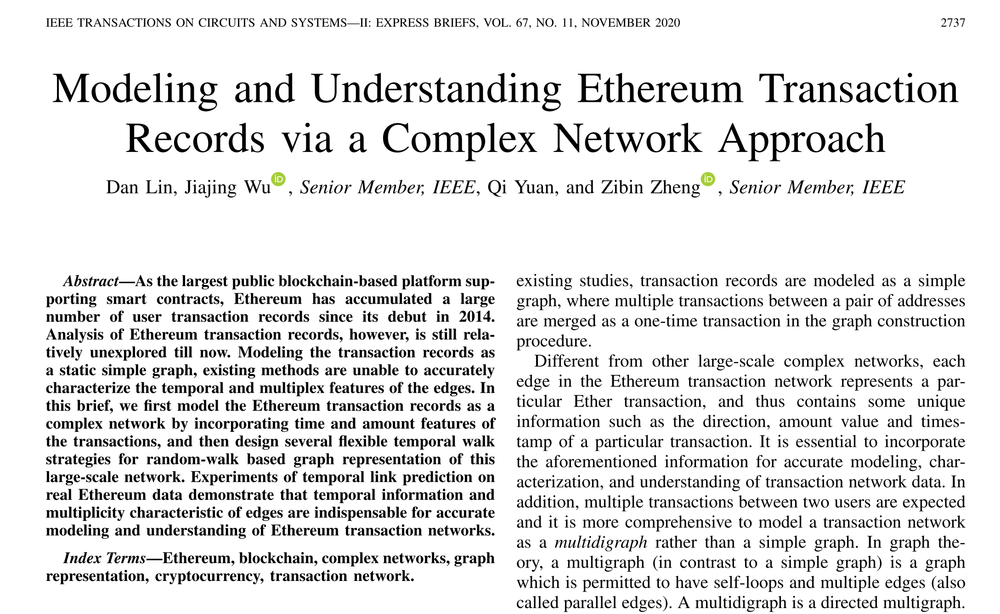 IEEE TRANSACTIONS ON CIRCUITS AND SYSTEMS—II: EXPRESS BRIEFS, VOL. 67, NO. 11, NOVEMBER 2020 2737
Modeling and Understanding Ethereum Transaction
Records via a Complex Network Approach
Dan Lin, Jiajing Wu iD, Senior Member, IEEE, Qi Yuan, and Zibin Zheng iD, Senior Member, IEEE
Abstract—As the largest public blockchain-based platform sup-
porting smart contracts, Ethereum has accumulated a large
number of user transaction records since its debut in 2014.
Analysis of Ethereum transaction records, however, is still rela-
tively unexplored till now. Modeling the transaction records as
a static simple graph, existing methods are unable to accurately
characterize the temporal and multiplex features of the edges. In
this brief, we first model the Ethereum transaction records as a
complex network by incorporating time and amount features of
the transactions, and then design several flexible temporal walk
strategies for random-walk based graph representation of this
large-scale network. Experiments of temporal link prediction on
real Ethereum data demonstrate that temporal information and
multiplicity characteristic of edges are indispensable for accurate
modeling and understanding of Ethereum transaction networks.
Index Terms—Ethereum, blockchain, complex networks, graph
representation, cryptocurrency, transaction network.
existing studies, transaction records are modeled as a simple
graph, where multiple transactions between a pair of addresses
are merged as a one-time transaction in the graph construction
procedure.
Different from other large-scale complex networks, each
edge in the Ethereum transaction network represents a par-
ticular Ether transaction, and thus contains some unique
information such as the direction, amount value and times-
tamp of a particular transaction. It is essential to incorporate
the aforementioned information for accurate modeling, char-
acterization, and understanding of transaction network data. In
addition, multiple transactions between two users are expected
and it is more comprehensive to model a transaction network
as a multidigraph rather than a simple graph. In graph the-
ory, a multigraph (in contrast to a simple graph) is a graph
which is permitted to have self-loops and multiple edges (also
called parallel edges). A multidigraph is a directed multigraph.